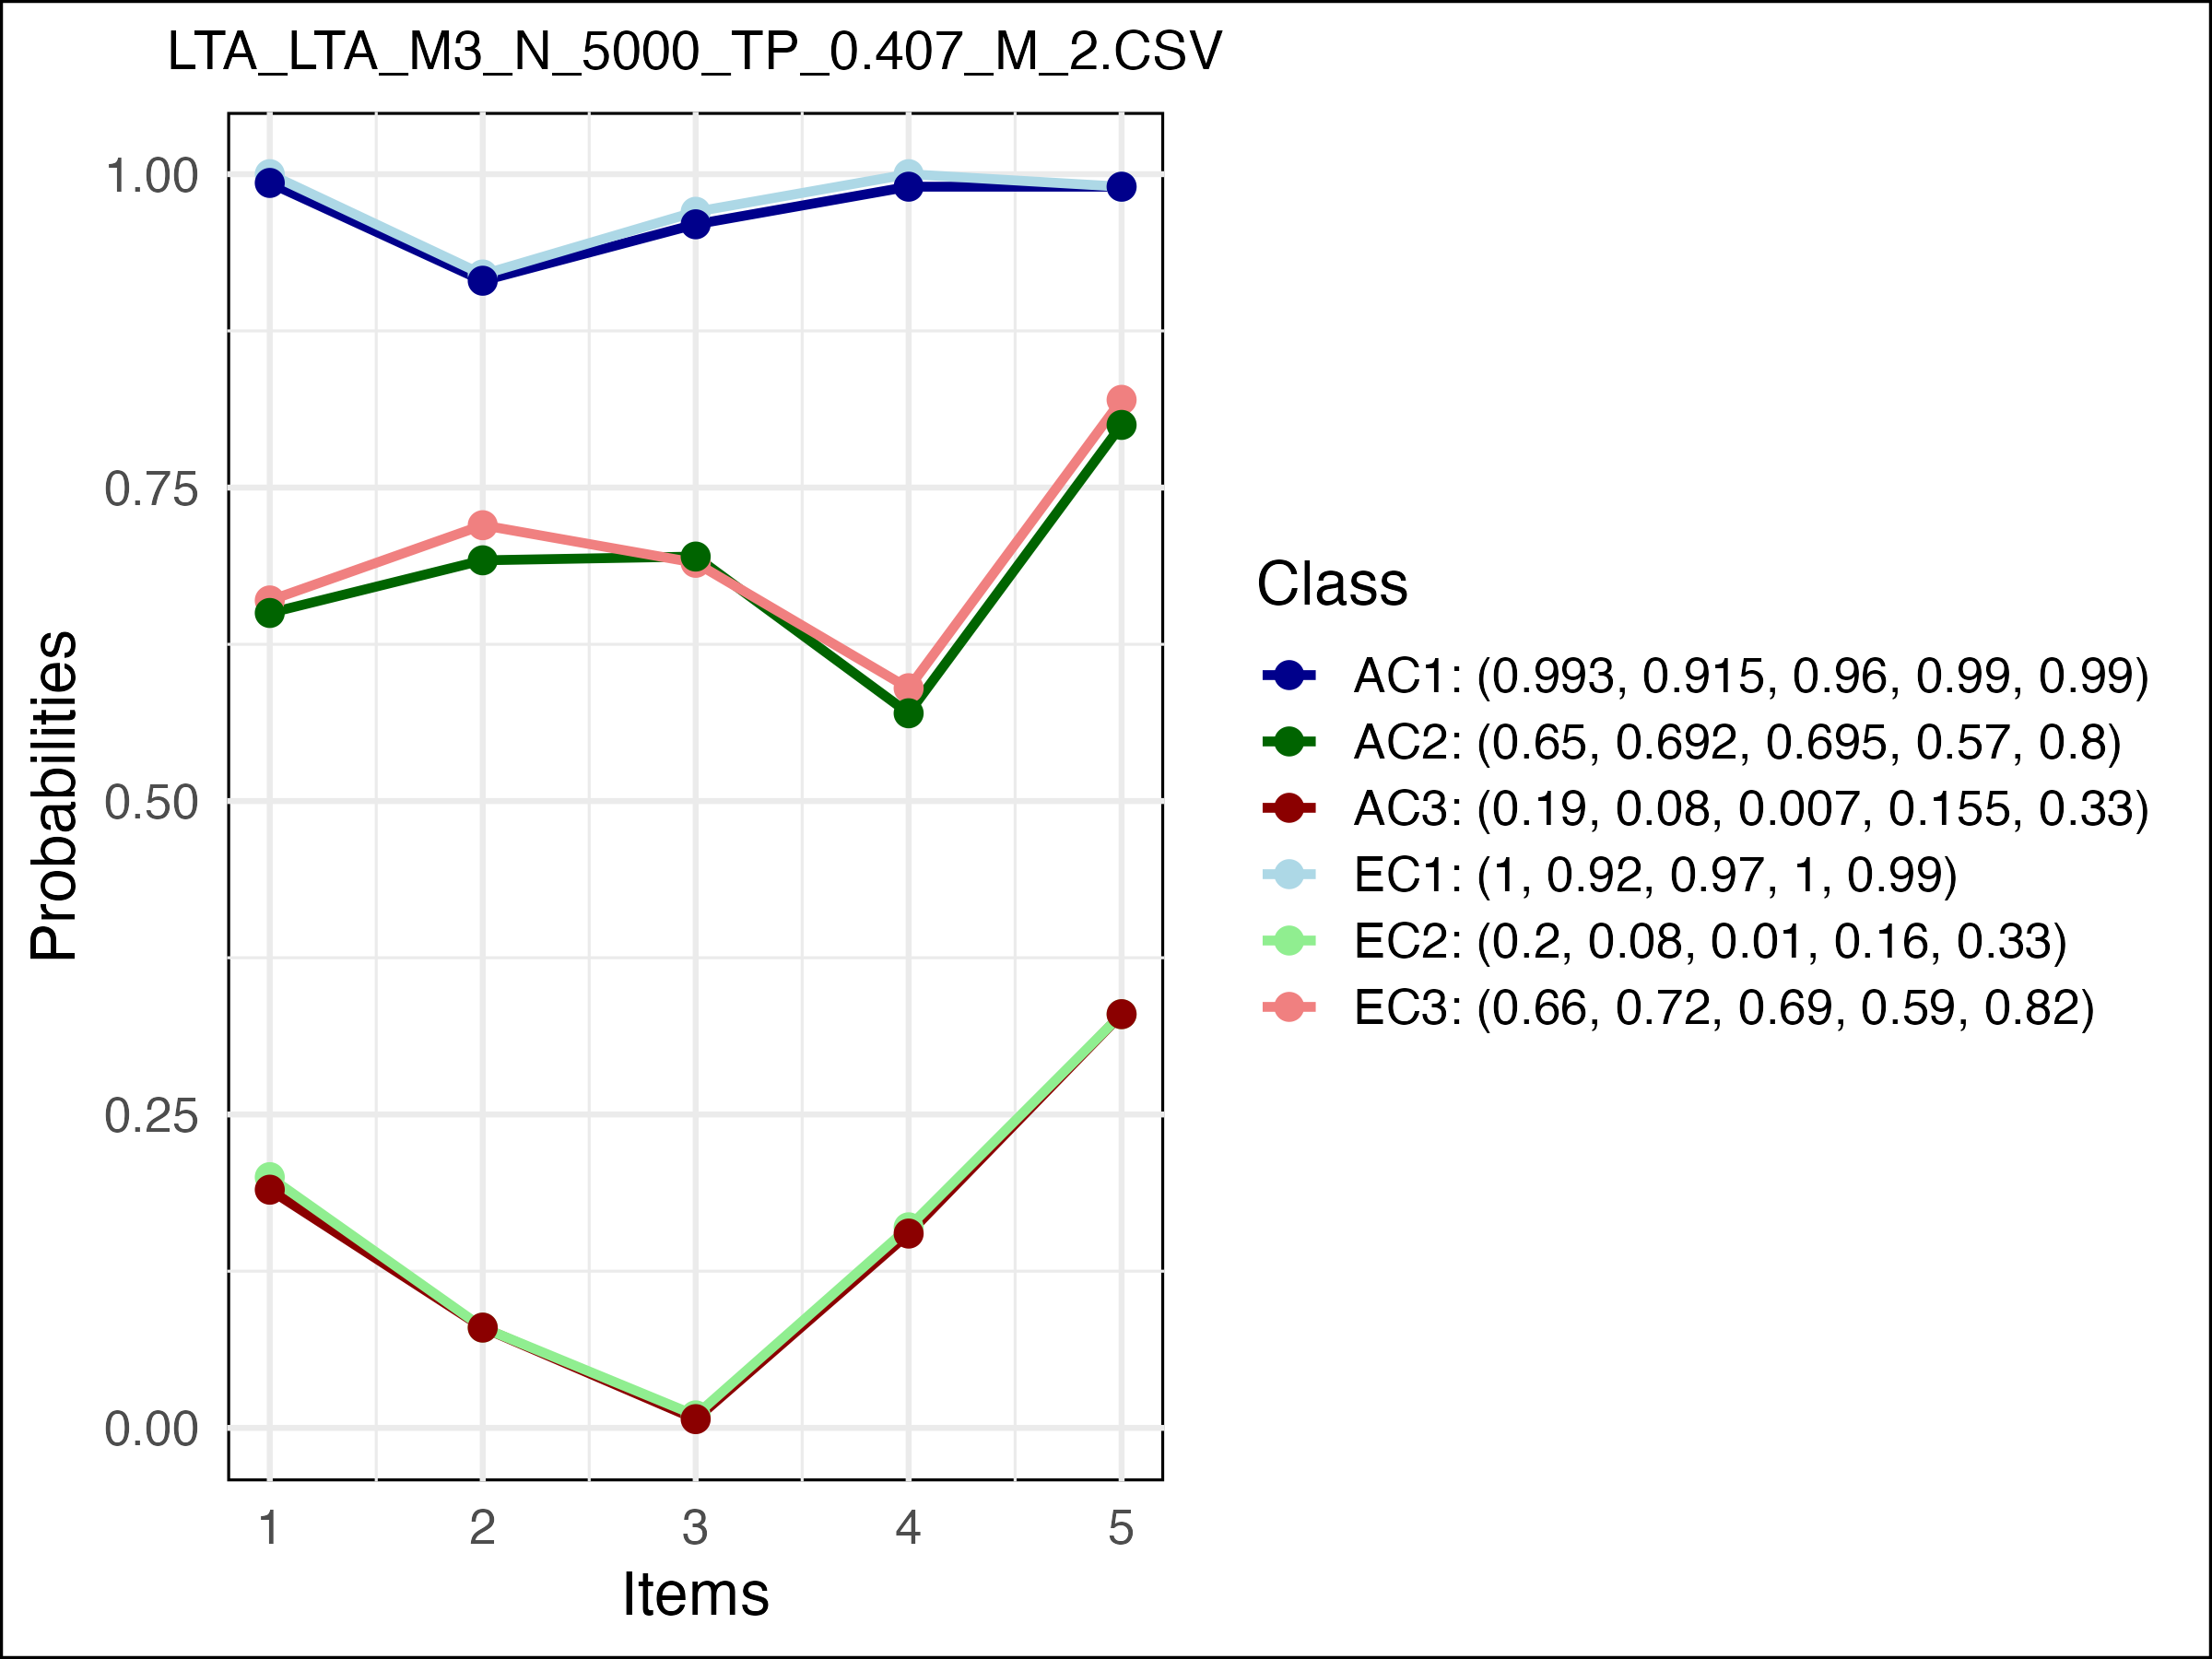 LTA_LTA_M3_N_5000_TP_0.407_M_2.CSV
1.00
0.75
0.50
0.25
0.00
Probabilities
1 2 3 4 5
Items
Class
AC1: (0.993, 0.915, 0.96, 0.99, 0.99)
AC2: (0.65, 0.692, 0.695, 0.57, 0.8)
AC3: (0.19, 0.08, 0.007, 0.155, 0.33)
EC1: (1, 0.92, 0.97, 1, 0.99)
EC2: (0.2, 0.08, 0.01, 0.16, 0.33)
EC3: (0.66, 0.72, 0.69, 0.59, 0.82)